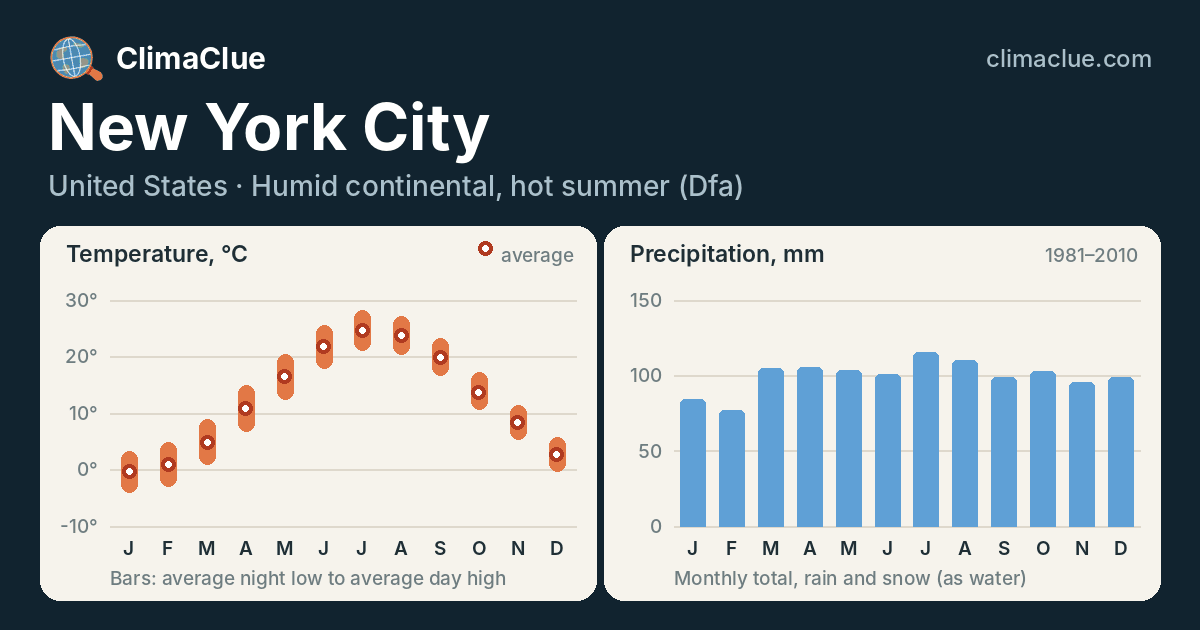 ClimaClue
climaclue.com
New York City
United States · Humid continental, hot summer (Dfa)
Temperature, °C
average
30°
20°
10°
0°
-10°
J F M A M J J A S O N D
Bars: average night low to average day high
Precipitation, mm
1981–2010
150
100
50
0
J F M A M J J A S O N D
Monthly total, rain and snow (as water)